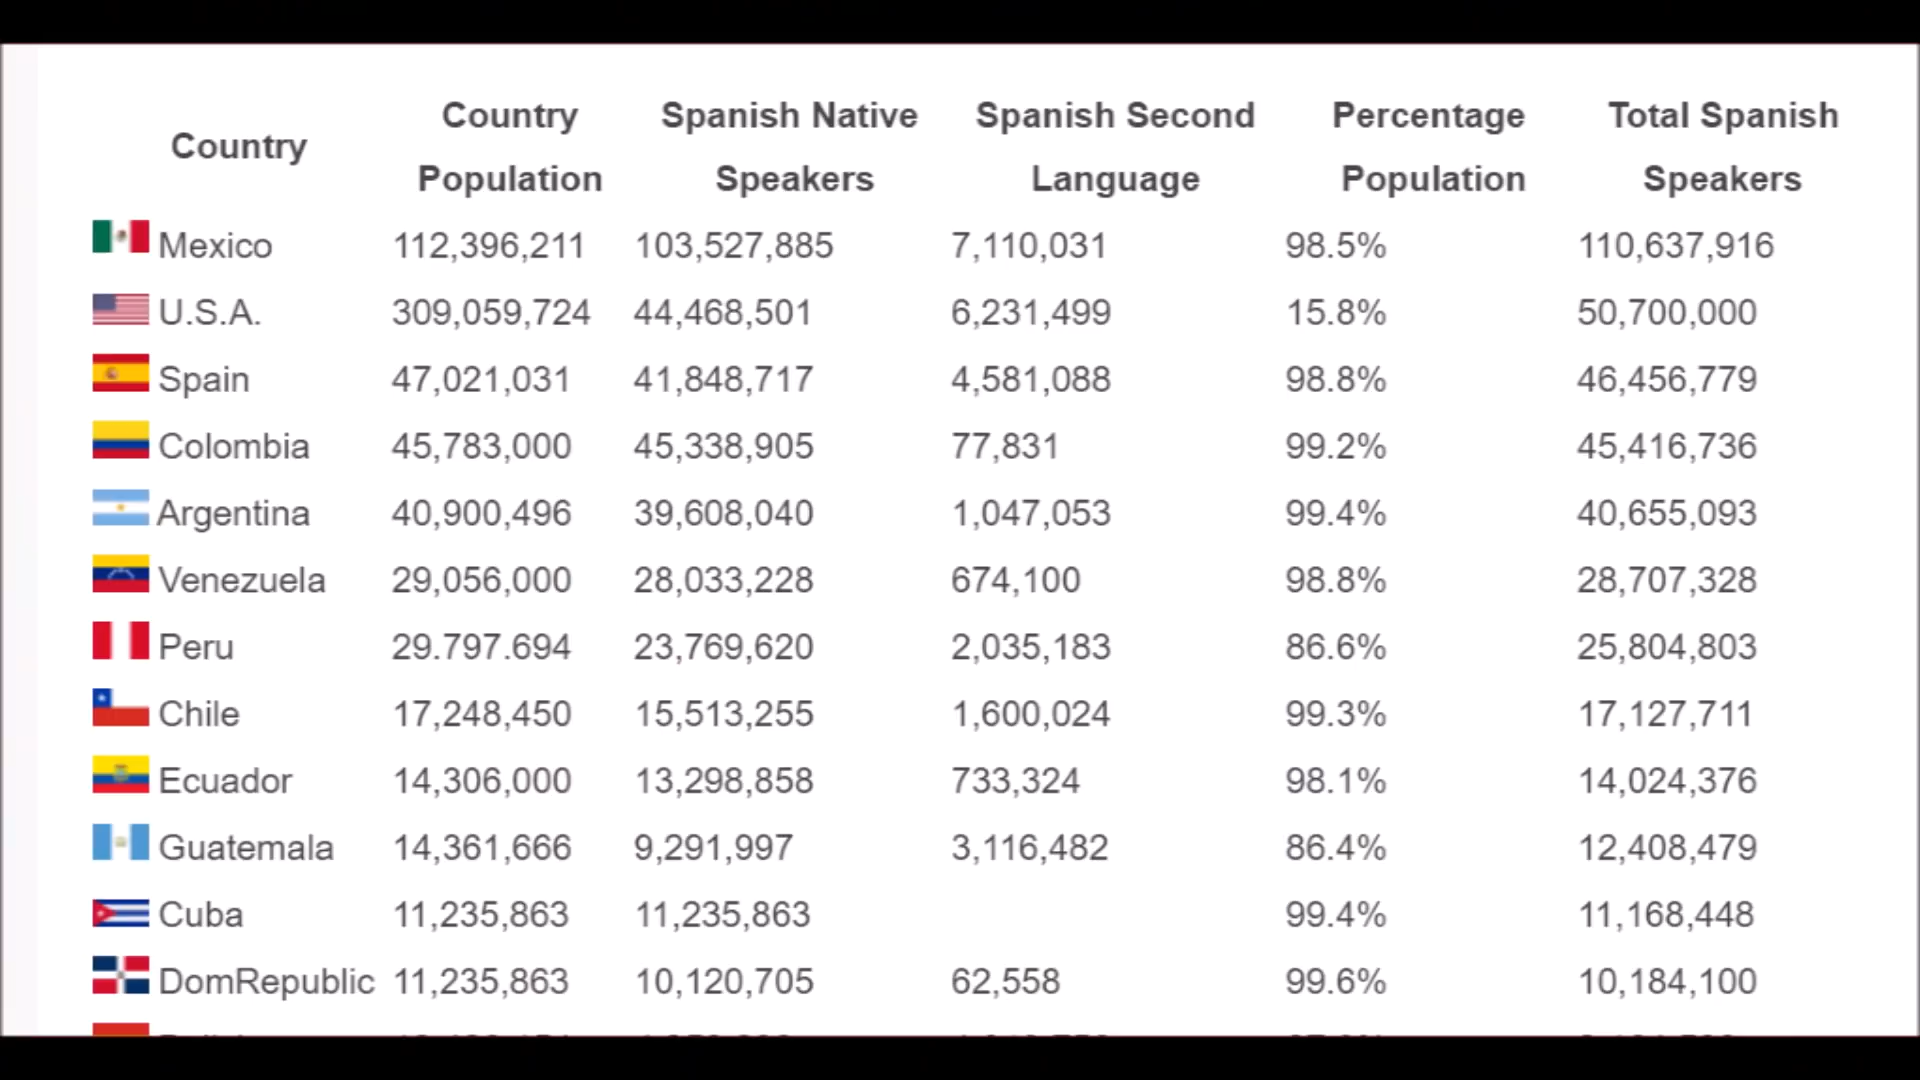 Country Country Population Spanish Native Speakers Spanish Second Language Percentage Population Total Spanish Speakers
Mexico 112,396,211 103,527,885 7,110,031 98.5% 110,637,916
U.S.A. 309,059,724 44,468,501 6,231,499 15.8% 50,700,000
Spain 47,021,031 41,848,717 4,581,088 98.8% 46,456,779
Colombia 45,783,000 45,338,905 77,831 99.2% 45,416,736
Argentina 40,900,496 39,608,040 1,047,053 99.4% 40,655,093
Venezuela 29,056,000 28,033,228 674,100 98.8% 28,707,328
Peru 29.797.694 23,769,620 2,035,183 86.6% 25,804,803
Chile 17,248,450 15,513,255 1,600,024 99.3% 17,127,711
Ecuador 14,306,000 13,298,858 733,324 98.1% 14,024,376
Guatemala 14,361,666 9,291,997 3,116,482 86.4% 12,408,479
Cuba 11,235,863 11,235,863 99.4% 11,168,448
DomRepublic 11,235,863 10,120,705 62,558 99.6% 10,184,100